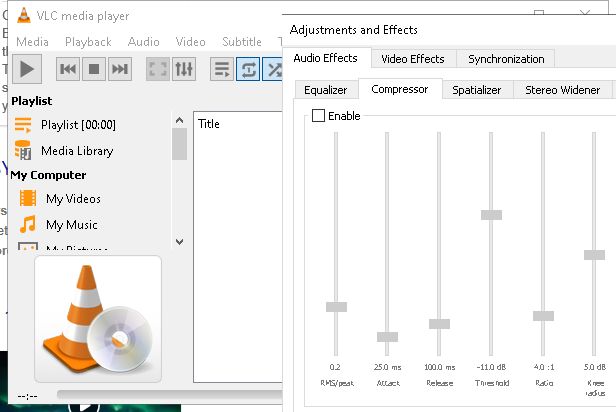 VLC media player
Media Playback Audio Video Subtitle
Playlist
Playlist [00:00]
Media Library
My Computer
My Videos
My Music
My Pictures
Title
--:--
Adjustments and Effects
Audio Effects Video Effects Synchronization
Equalizer Compressor Spatializer Stereo Widener
Enable
0.2 25.0 ms 100.0 ms -11.0 dB 4.0 :1 5.0 dB
RMS/peak Attack Release Threshold Ratio Knee
radius